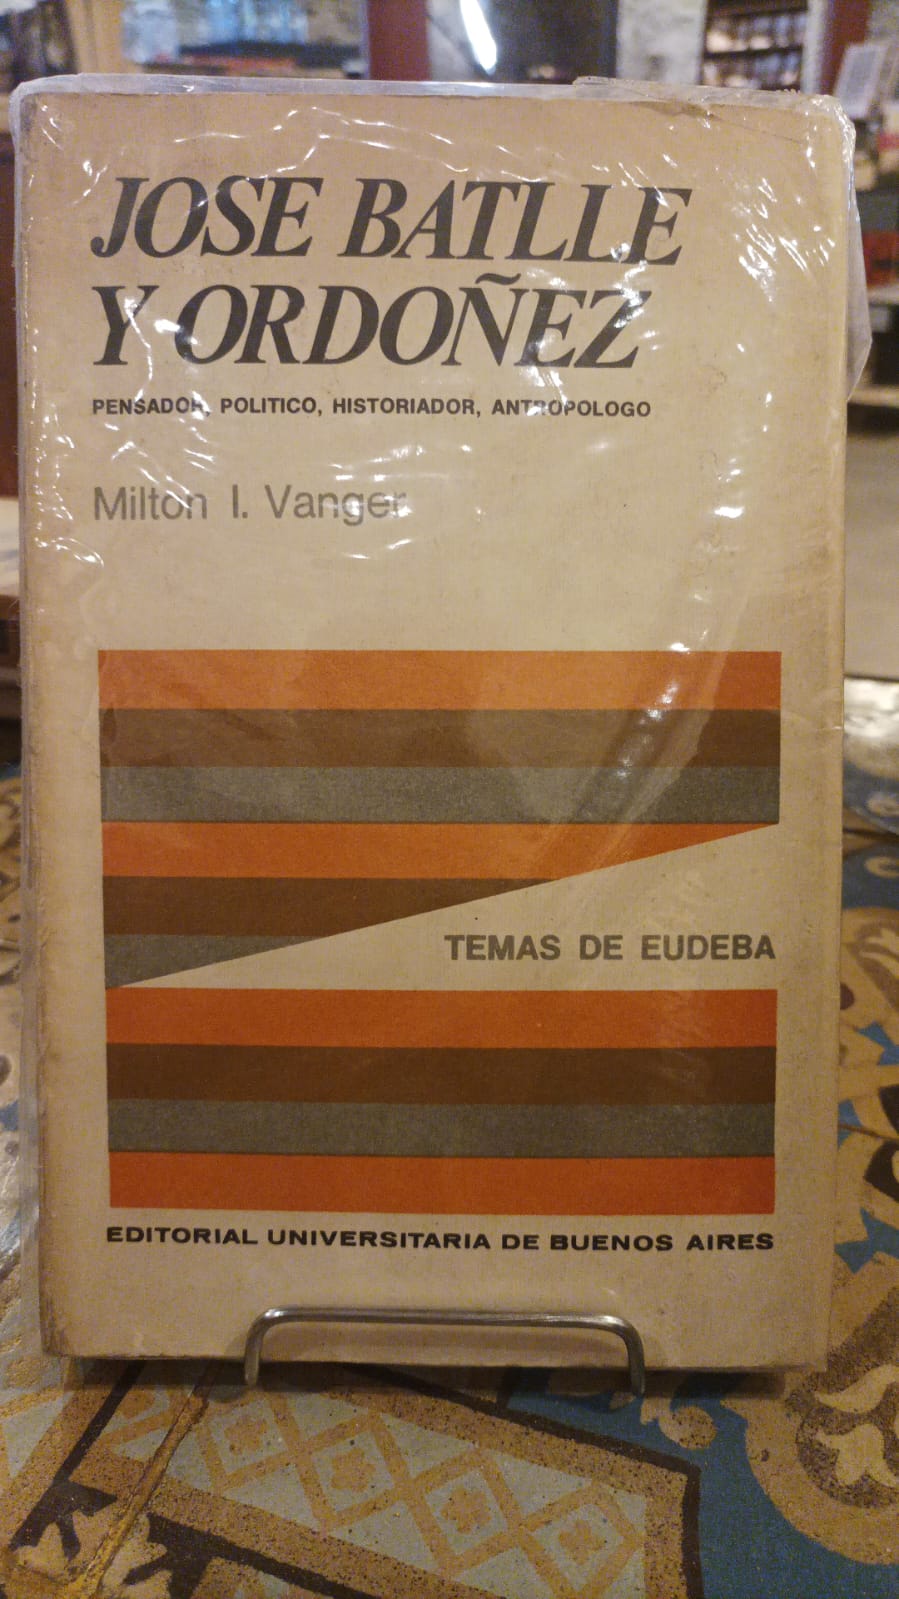 JOSE BATLLE
Y ORDOÑEZ
PENSADOR, POLITICO, HISTORIADOR, ANTROPOLOGO
Milton I. Vanger
TEMAS DE EUDEBA
EDITORIAL UNIVERSITARIA DE BUENOS AIRES